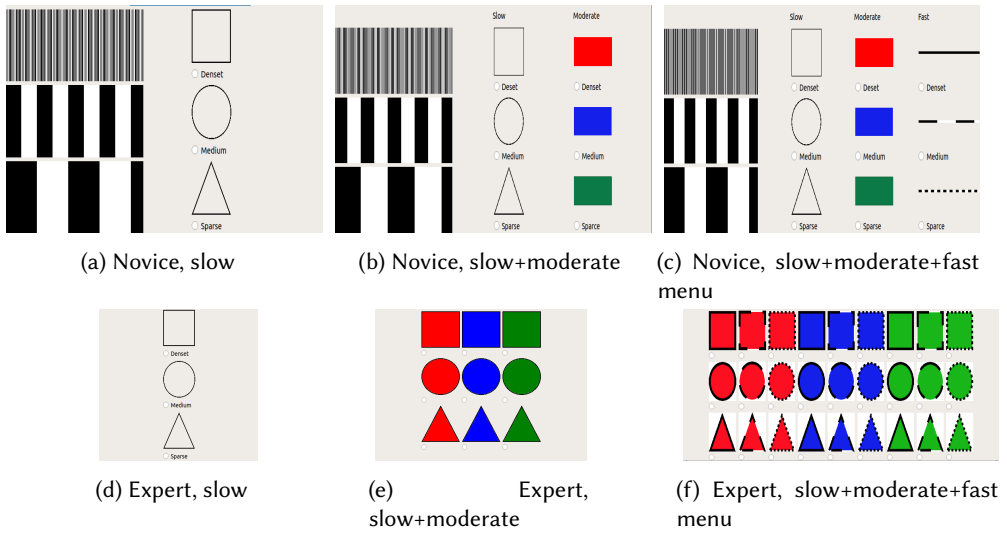 Denset
Medium
Sparse
(a) Novice, slow
Slow Moderate
Deset Denset
Medium Medium
Sparse Sparce
(b) Novice, slow+moderate
Slow Moderate Fast
Denset Deset Denset
Medium Medium Medium
Sparse Sparse Sparce
(c) Novice, slow+moderate+fast
menu
Denset
Medium
Sparse
(d) Expert, slow
(e) Expert,
slow+moderate
(f) Expert, slow+moderate+fast
menu